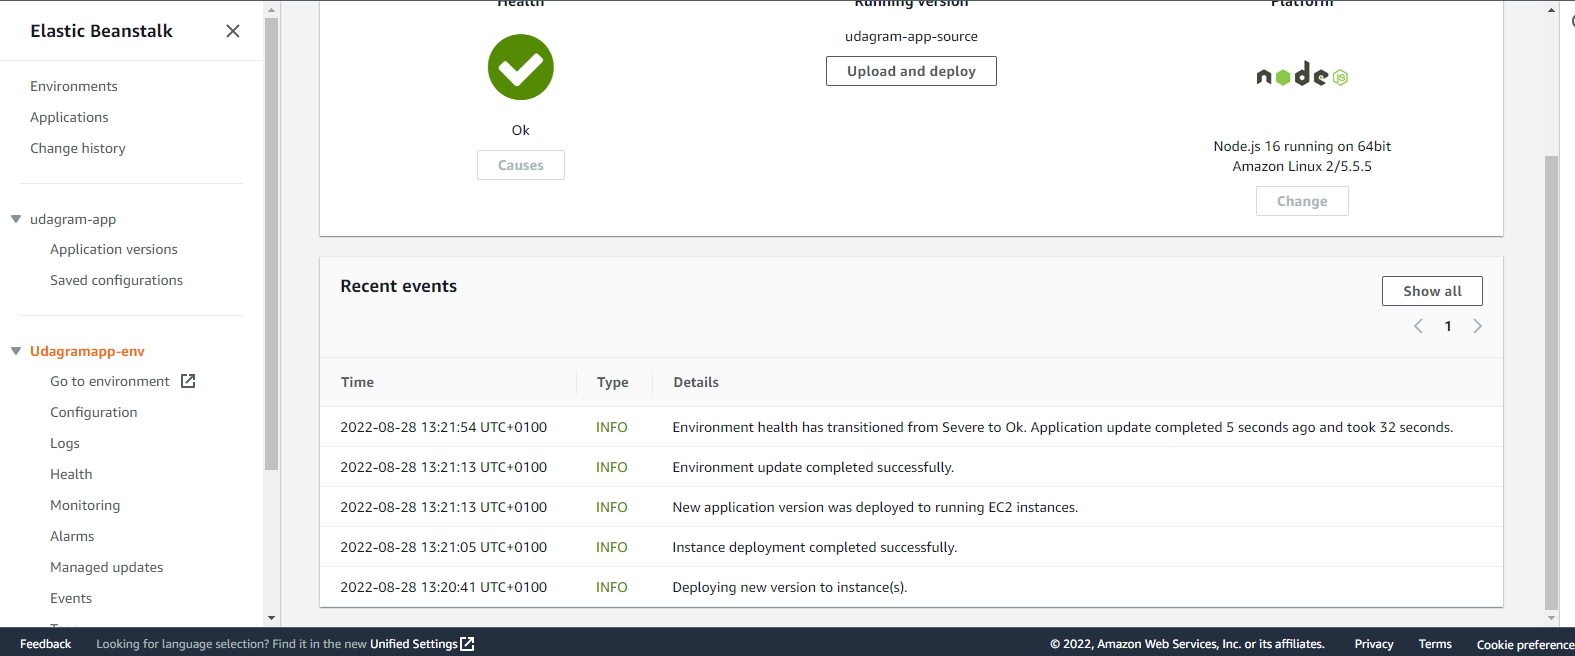 Elastic Beanstalk
Environments
Applications
Change history
udagram-app
Application versions
Saved configurations
Udagramapp-env
Go to environment
Configuration
Logs
Health
Monitoring
Alarms
Managed updates
Events
Health
Ok
Causes
Running version
udagram-app-source
Upload and deploy
Platform
node JS
Node.js 16 running on 64bit
Amazon Linux 2/5.5.5
Change
Recent events
Show all
1
Time Type Details
2022-08-28 13:21:54 UTC+0100 INFO Environment health has transitioned from Severe to Ok. Application update completed 5 seconds ago and took 32 seconds.
2022-08-28 13:21:13 UTC+0100 INFO Environment update completed successfully.
2022-08-28 13:21:13 UTC+0100 INFO New application version was deployed to running EC2 instances.
2022-08-28 13:21:05 UTC+0100 INFO Instance deployment completed successfully.
2022-08-28 13:20:41 UTC+0100 INFO Deploying new version to instance(s).
Feedback Looking for language selection? Find it in the new Unified Settings © 2022, Amazon Web Services, Inc. or its affiliates. Privacy Terms Cookie preference